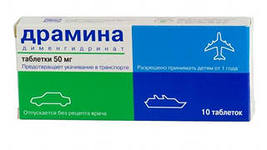 драмина
дименгидринат
таблетки 50 мг
Предотвращает укачивание в транспорте
Разрешено принимать детям от 1 года
Отпускается без рецепта врача
10 таблеток